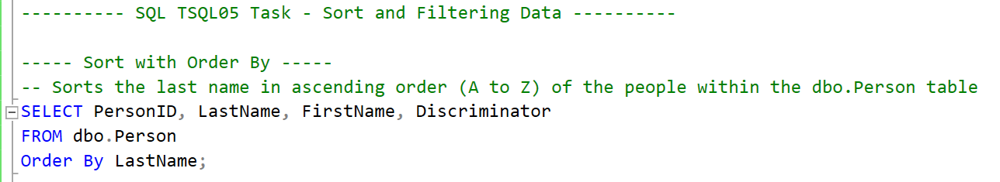 ---------- SQL TSQL05 Task - Sort and Filtering Data ----------
----- Sort with Order By -----
-- Sorts the last name in ascending order (A to Z) of the people within the dbo.Person table
SELECT PersonID, LastName, FirstName, Discriminator
FROM dbo.Person
Order By LastName;